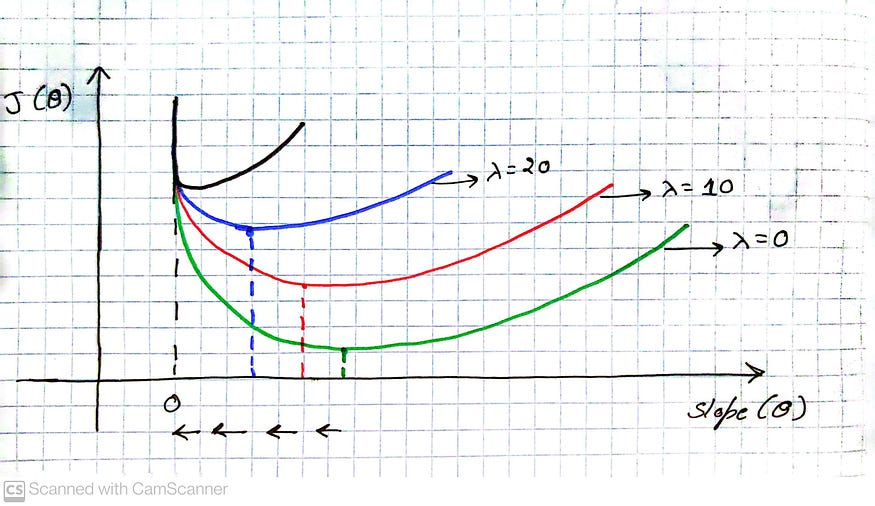 J(θ)
λ=20
λ=10
λ=0
0
slope(θ)
CS Scanned with CamScanner